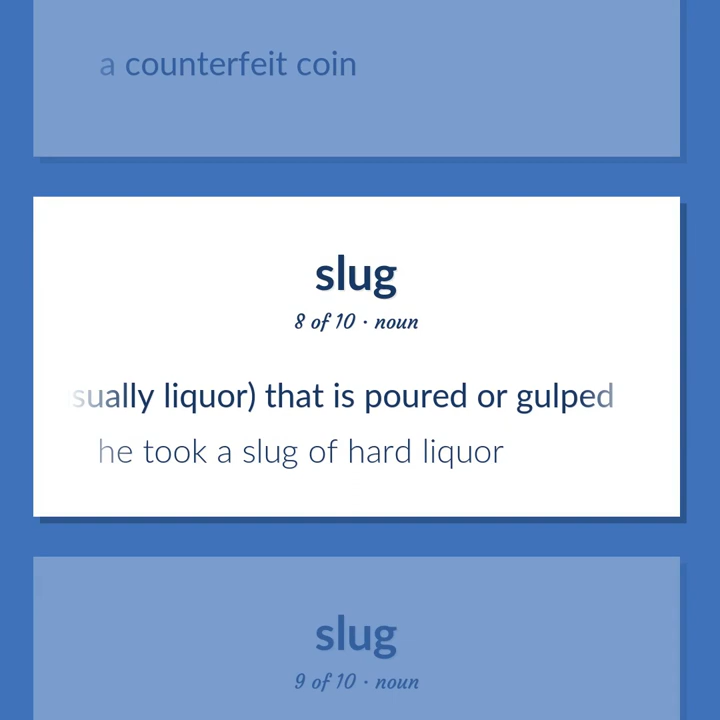 a counterfeit coin
slug
8 of 10 · noun
sually liquor) that is poured or gulped
he took a slug of hard liquor
slug
9 of 10 · noun